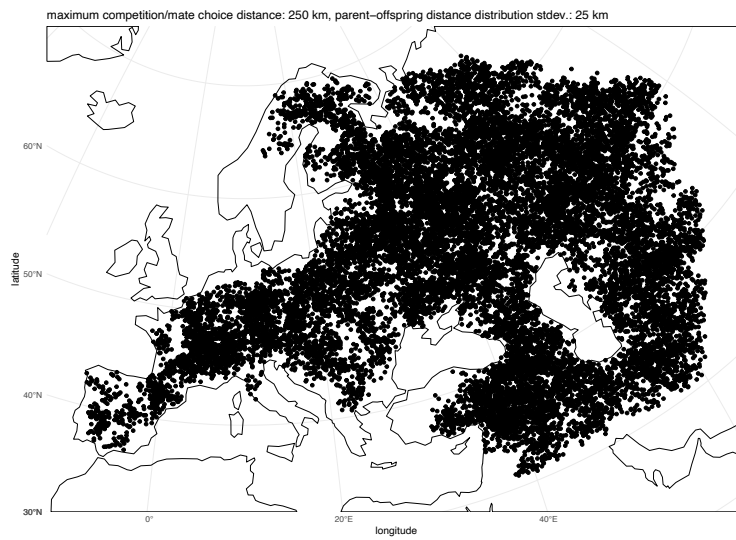 maximum competition/mate choice distance: 250 km, parent−offspring distance distribution stdev.: 25 km
60°N
50°N
40°N
30°N
0°
20°E
40°E
latitude
longitude